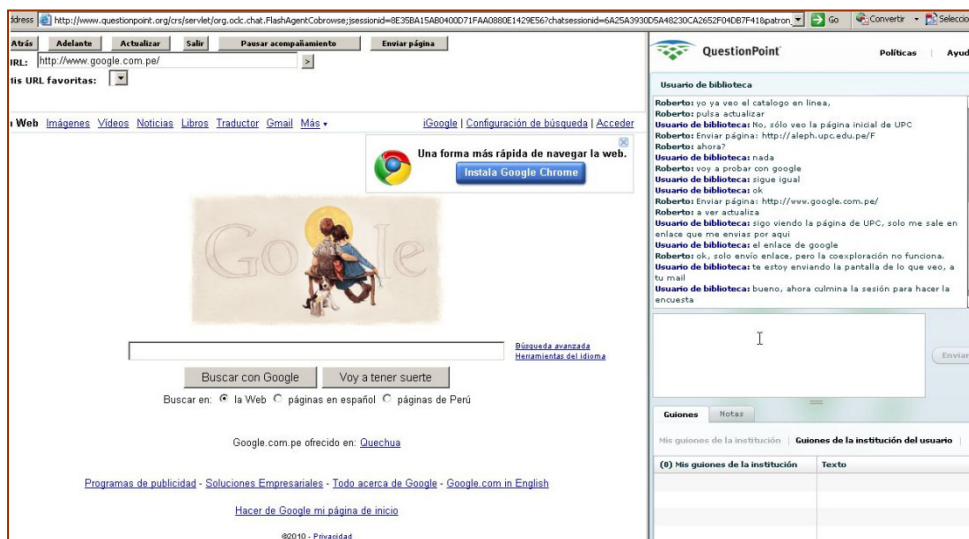 ddress http://www.questionpoint.org/crs/servlet/org.oclc.chat.FlashAgentCobrowse;jsessionid=8E35BA15AB0400D71FAA0880E1429E56?chatsessionid=6A25A3930D5A48230CA2652F04DB7F41&patron_ Go Convertir Seleccio
Atrás Adelante Actualizar Salir Pausar acompañamiento Enviar página
URL: http://www.google.com.pe/ >
Mis URL favoritas:
Web Imágenes Vídeos Noticias Libros Traductor Gmail Más
iGoogle | Configuración de búsqueda | Acceder
Una forma más rápida de navegar la web.
Instala Google Chrome
Google
Búsqueda avanzada
Herramientas del idioma
Buscar con Google Voy a tener suerte
Buscar en: la Web páginas en español páginas de Perú
Google.com.pe ofrecido en: Quechua
Programas de publicidad - Soluciones Empresariales - Todo acerca de Google - Google.com in English
Hacer de Google mi página de inicio
©2010 - Privacidad
QuestionPoint Políticas | Ayud
Usuario de biblioteca
Roberto: yo ya veo el catalogo en linea,
Roberto: pulsa actualizar
Usuario de biblioteca: No, sólo veo la página inicial de UPC
Roberto: Enviar página: http://aleph.upc.edu.pe/F
Roberto: ahora?
Usuario de biblioteca: nada
Roberto: voy a probar con google
Usuario de biblioteca: sigue igual
Usuario de biblioteca: ok
Roberto: Enviar página: http://www.google.com.pe/
Roberto: a ver actualiza
Usuario de biblioteca: sigo viendo la página de UPC, solo me sale en
enlace que me envias por aqui
Usuario de biblioteca: el enlace de google
Roberto: ok, solo envío enlace, pero la coexploración no funciona.
Usuario de biblioteca: te estoy enviando la pantalla de lo que veo, a
tu mail
Usuario de biblioteca: bueno, ahora culmina la sesión para hacer la
encuesta
Enviar
Guiones Notas
Mis guiones de la institución | Guiones de la institución del usuario |
(0) Mis guiones de la institución Texto